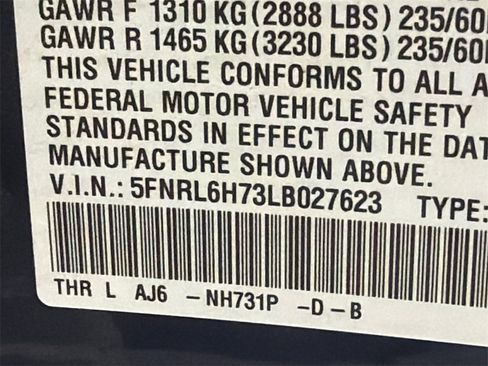 GAWR F 1310 KG (2888 LBS) 235/60
GAWR R 1465 KG (3230 LBS) 235/60
THIS VEHICLE CONFORMS TO ALL A
FEDERAL MOTOR VEHICLE SAFETY
STANDARDS IN EFFECT ON THE DAT
MANUFACTURE SHOWN ABOVE.
V.I.N.: 5FNRL6H73LB027623 TYPE:
THR L AJ6 -NH731P -D-B